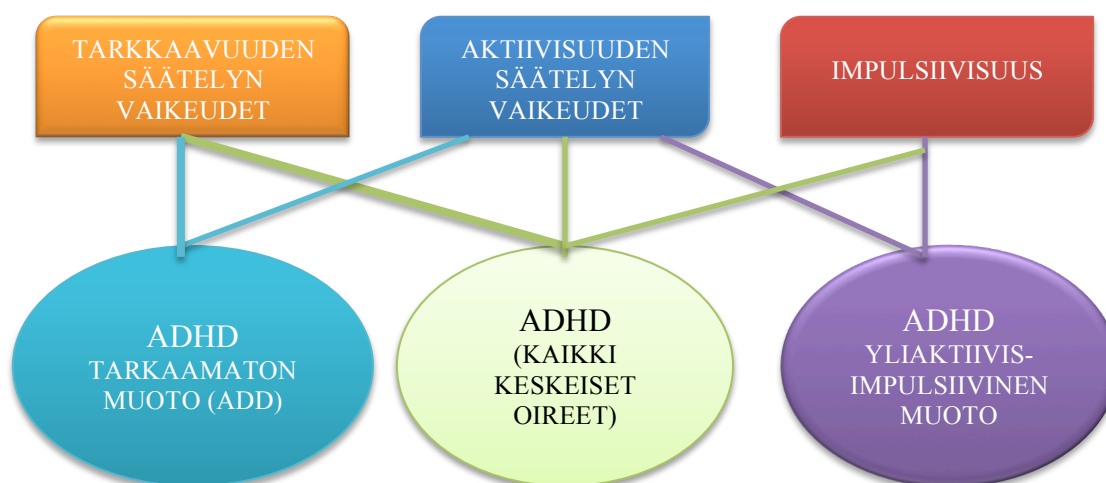 TARKKAAVUUDEN
SÄÄTELYN
VAIKEUDET
AKTIIVISUUDEN
SÄÄTELYN
VAIKEUDET
IMPULSIIVISUUS
ADHD
TARKAAMATON
MUOTO (ADD)
ADHD
(KAIKKI
KESKEISET
OIREET)
ADHD
YLIAKTIIVIS-
IMPULSIIVINEN
MUOTO